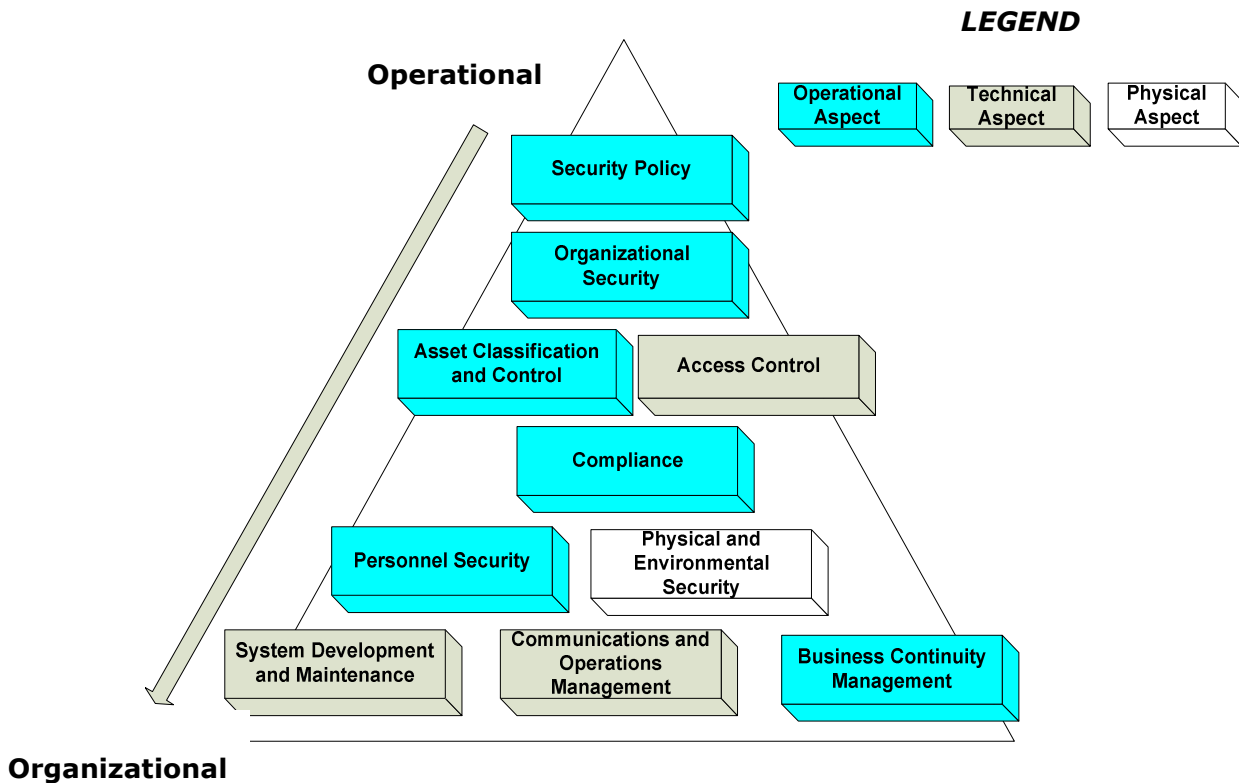 LEGEND
Operational
Operational
Aspect
Technical
Aspect
Physical
Aspect
Security Policy
Organizational
Security
Asset Classification
and Control
Access Control
Compliance
Personnel Security
Physical and
Environmental
Security
System Development
and Maintenance
Communications and
Operations
Management
Business Continuity
Management
Organizational